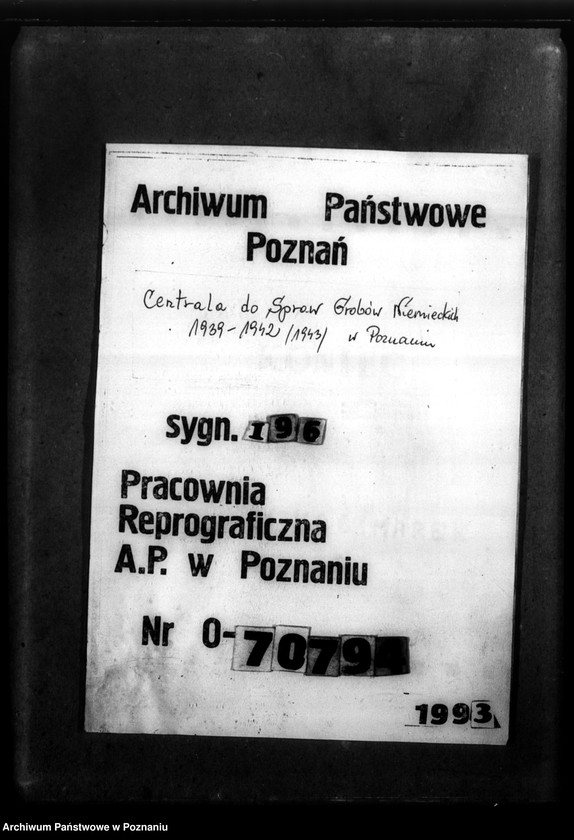 Archiwum Państwowe
Poznań
Centrala do Spraw Grobów Niemieckich
1939-1942 /1943/ w Poznaniu
sygn. 196
Pracownia
Reprograficzna
A.P. w Poznaniu
Nr O-70794
1993
Archiwum Państwowe w Poznaniu